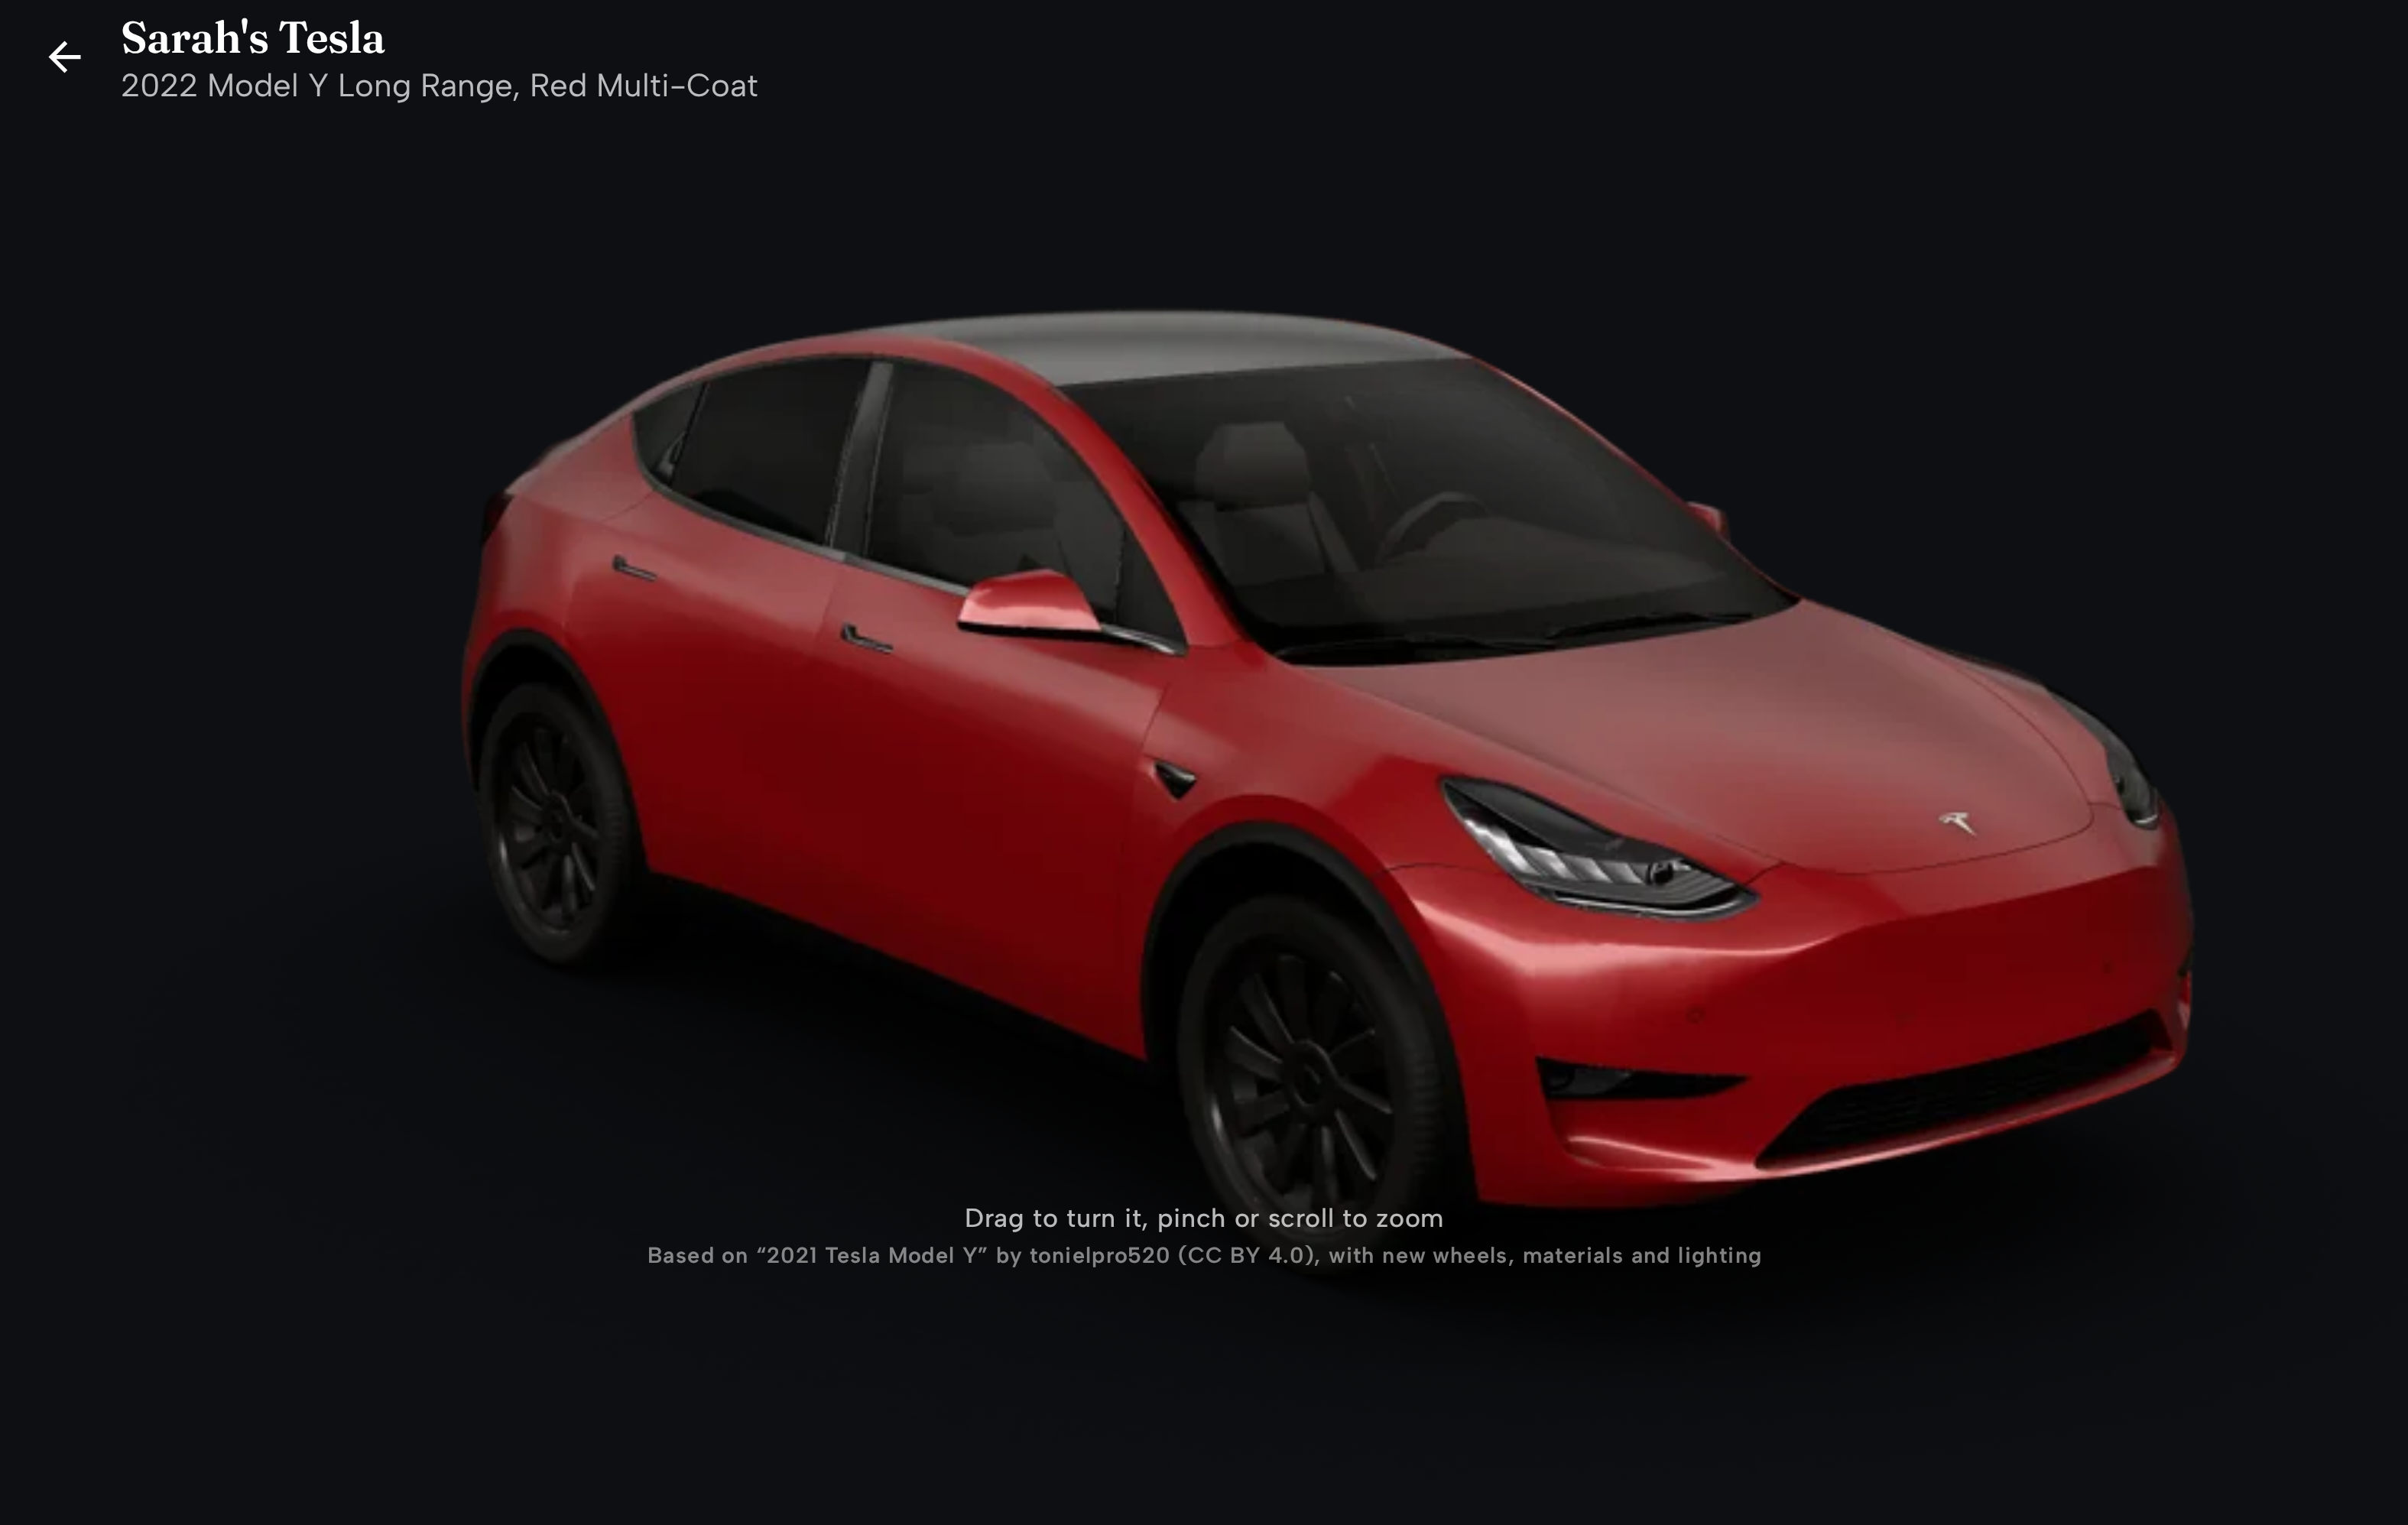 Sarah's Tesla
2022 Model Y Long Range, Red Multi-Coat
Drag to turn it, pinch or scroll to zoom
Based on “2021 Tesla Model Y” by tonielpro520 (CC BY 4.0), with new wheels, materials and lighting